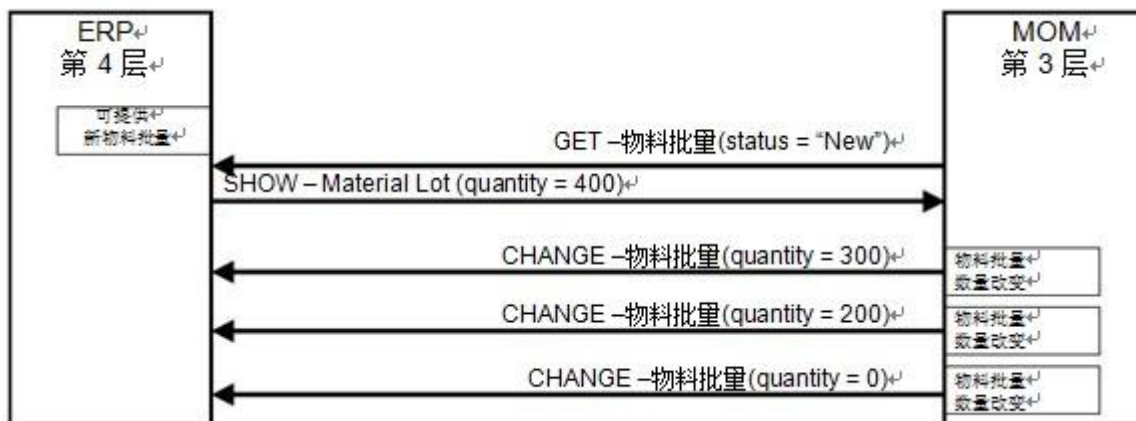 ERP↵
第 4 层↵
MOM↵
第 3 层↵
可提供↵
新物料批量↵
GET –物料批量(status = “New”)↵
SHOW – Material Lot (quantity = 400)↵
CHANGE –物料批量(quantity = 300)↵
物料批量↵
数量改变↵
CHANGE –物料批量(quantity = 200)↵
物料批量↵
数量改变↵
CHANGE –物料批量(quantity = 0)↵
物料批量↵
数量改变↵